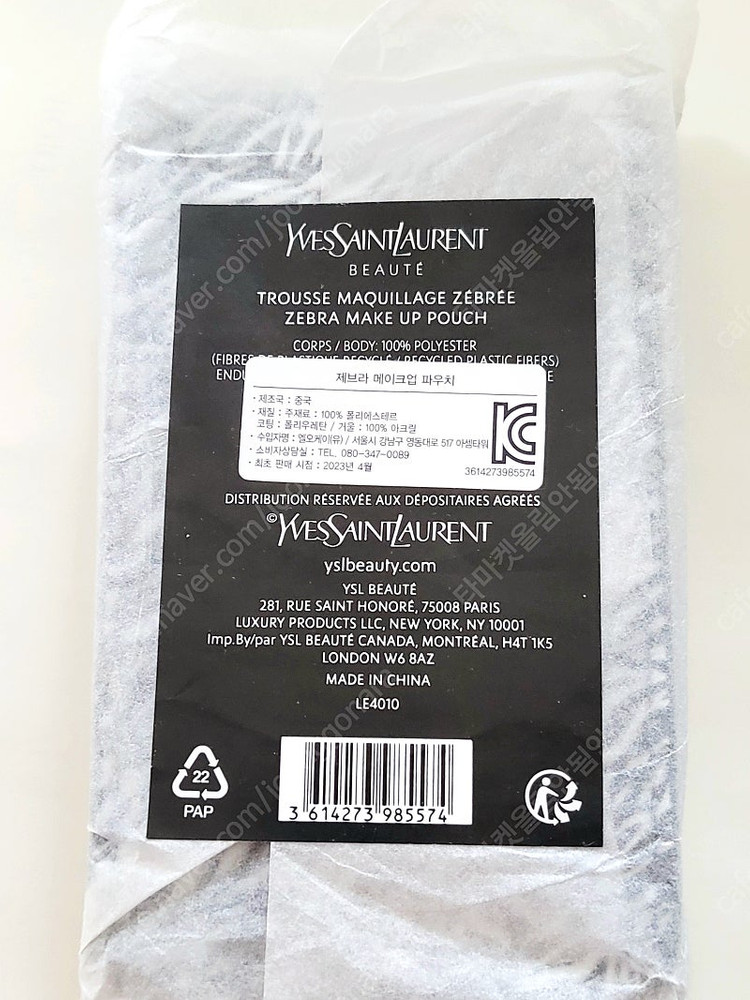 YVESSAINTLAURENT
BEAUTÉ
TROUSSE MAQUILLAGE ZÉBRÉE
ZEBRA MAKE UP POUCH
CORPS / BODY: 100% POLYESTER
(FIBRES DE PLASTIQUE RECYCLÉ / RECYCLED PLASTIC FIBERS)
제브라 메이크업 파우치
· 제조국 : 중국
· 재질 : 주재료 : 100% 폴리에스테르
코팅 : 폴리우레탄 / 거울 : 100% 아크릴
· 수입자명 : 엘오케이(유) / 서울시 강남구 영동대로 517 아셈타워
· 소비자상담실 : TEL. 080-347-0089
· 최초 판매 시점 : 2023년 4월
KC
3614273985574
DISTRIBUTION RÉSERVÉE AUX DÉPOSITAIRES AGRÉÉS
©YVESSAINTLAURENT
yslbeauty.com
YSL BEAUTÉ
281, RUE SAINT HONORÉ, 75008 PARIS
LUXURY PRODUCTS LLC, NEW YORK, NY 10001
Imp.By/par YSL BEAUTÉ CANADA, MONTRÉAL, H4T 1K5
LONDON W6 8AZ
MADE IN CHINA
LE4010
22
PAP
3 614273 985574